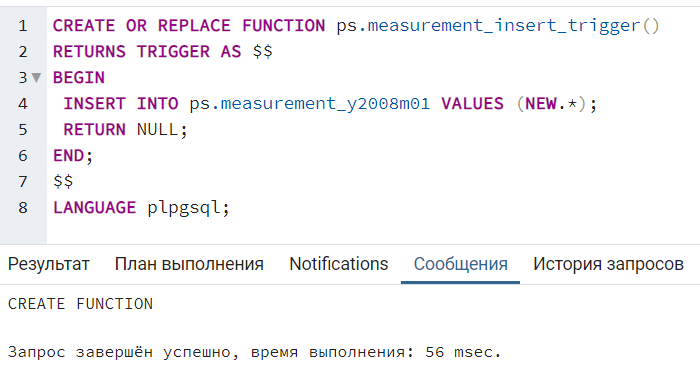 1 CREATE OR REPLACE FUNCTION ps.measurement_insert_trigger()
2 RETURNS TRIGGER AS $$
3 BEGIN
4 INSERT INTO ps.measurement_y2008m01 VALUES (NEW.*);
5 RETURN NULL;
6 END;
7 $$
8 LANGUAGE plpgsql;
Результат План выполнения Notifications Сообщения История запросов
CREATE FUNCTION
Запрос завершён успешно, время выполнения: 56 msec.